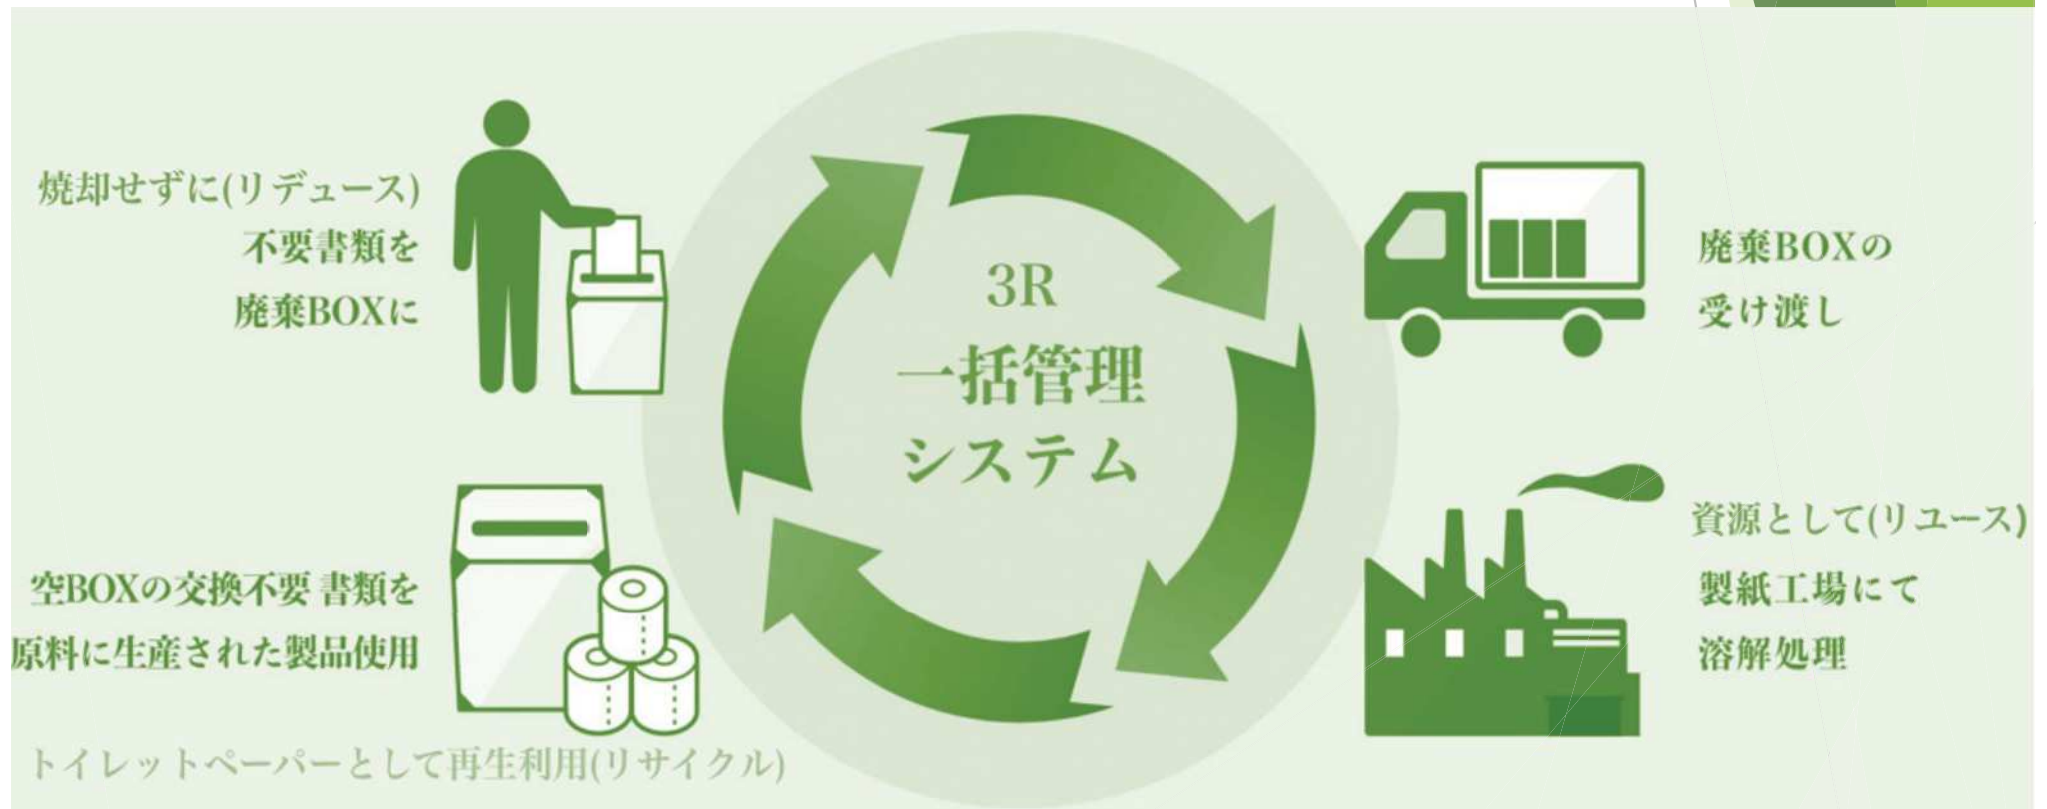 焼却せずに(リデュース)
不要書類を
廃棄BOXに
3R
一括管理
システム
廃棄BOXの
受け渡し
資源として(リユース)
製紙工場にて
溶解処理
空BOXの交換不要 書類を
原料に生産された製品使用
トイレットペーパーとして再生利用(リサイクル)